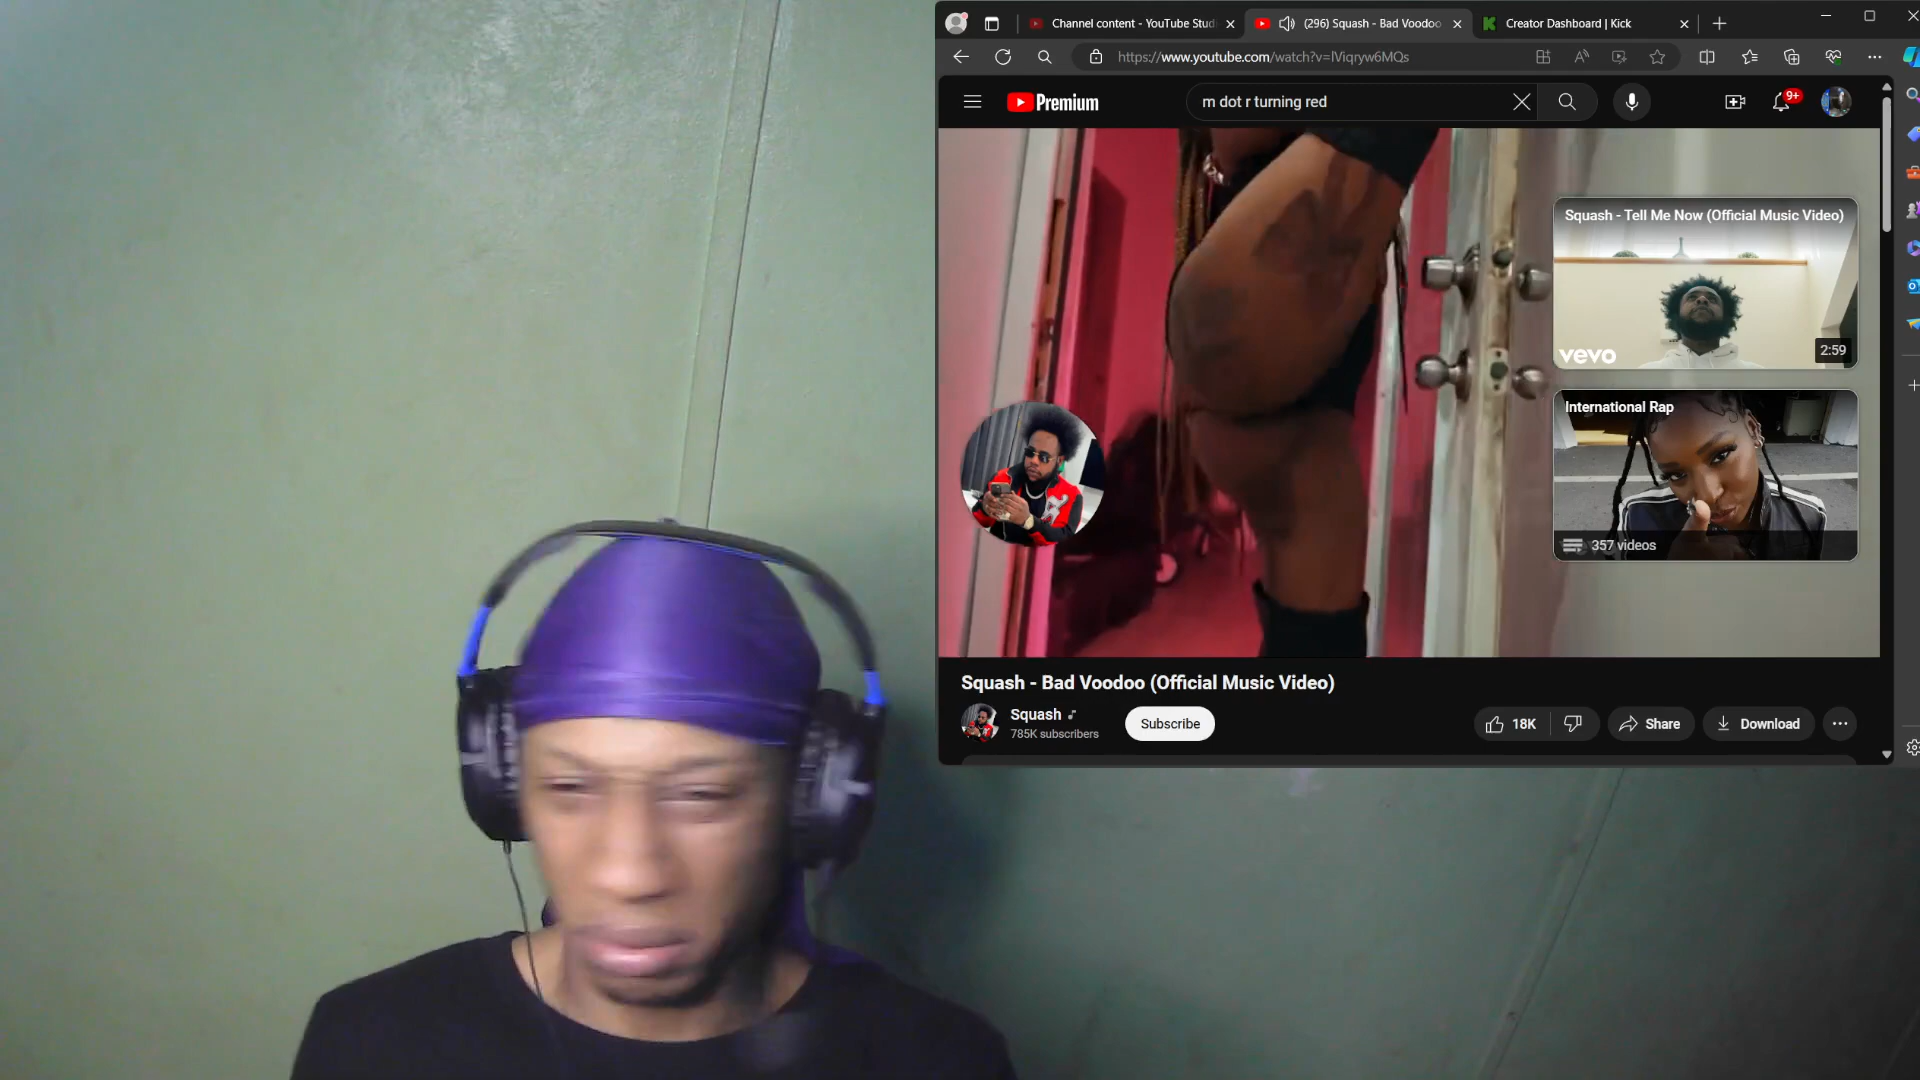 Channel content - YouTube Stud
(296) Squash - Bad Voodoo
Creator Dashboard | Kick
https://www.youtube.com/watch?v=lViqryw6MQs
Premium
m dot r turning red
9+
Squash - Tell Me Now (Official Music Video)
vevo
2:59
International Rap
357 videos
Squash - Bad Voodoo (Official Music Video)
Squash
785K subscribers
Subscribe
18K
Share
Download